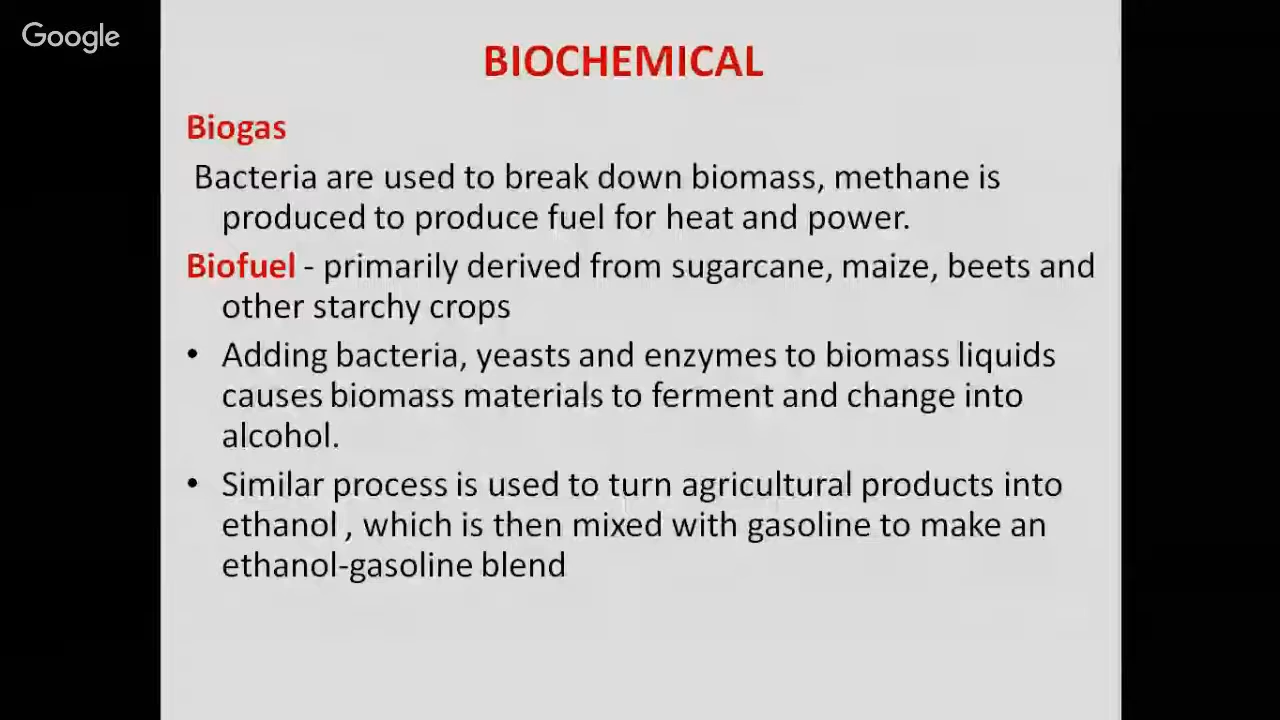 Google
BIOCHEMICAL
Biogas
Bacteria are used to break down biomass, methane is
produced to produce fuel for heat and power.
Biofuel - primarily derived from sugarcane, maize, beets and
other starchy crops
• Adding bacteria, yeasts and enzymes to biomass liquids
causes biomass materials to ferment and change into
alcohol.
• Similar process is used to turn agricultural products into
ethanol , which is then mixed with gasoline to make an
ethanol-gasoline blend